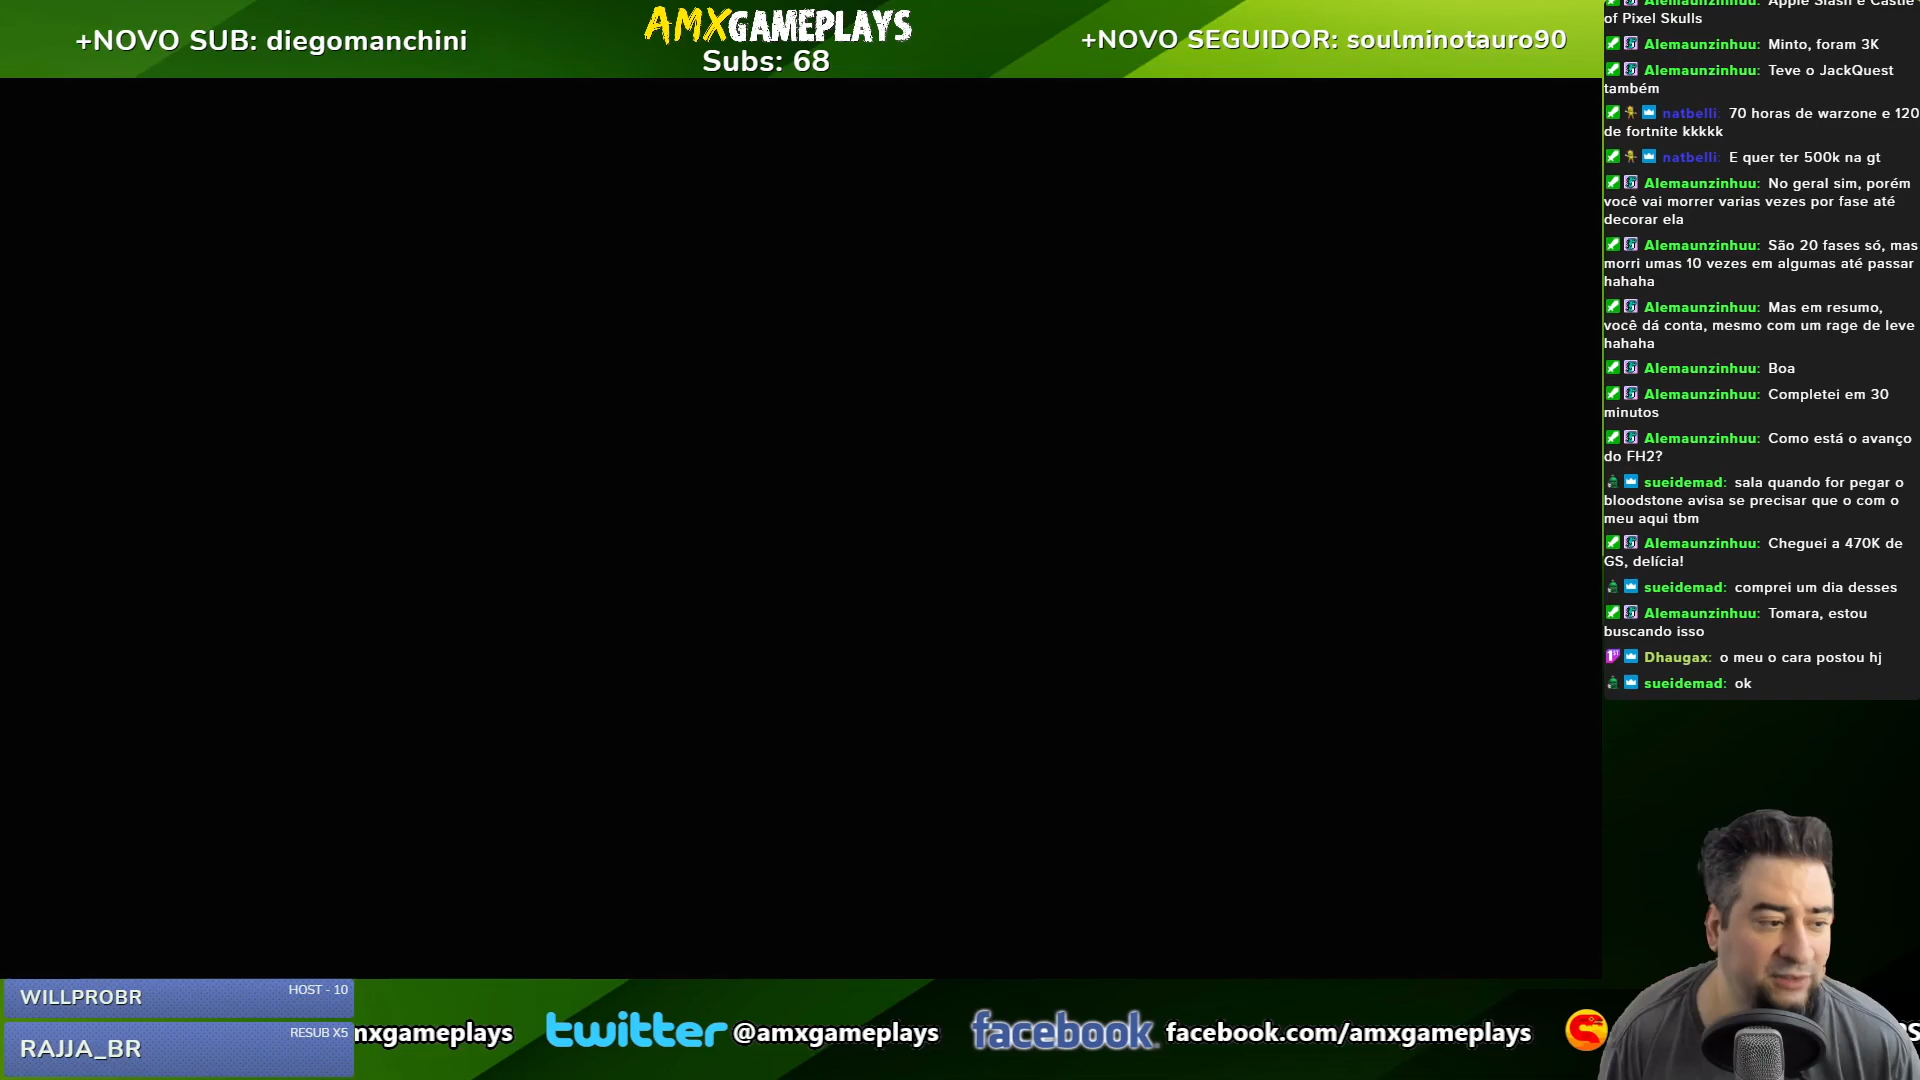 +NOVO SUB: diegomanchini
AMXGAMEPLAYS
Subs: 68
+NOVO SEGUIDOR: soulminotauro90
Alemaunzinhuu: Apple Slash e Castle
of Pixel Skulls
Alemaunzinhuu: Minto, foram 3K
Alemaunzinhuu: Teve o JackQuest
também
natbelli: 70 horas de warzone e 120
de fortnite kkkkk
natbelli: E quer ter 500k na gt
Alemaunzinhuu: No geral sim, porém
você vai morrer varias vezes por fase até
decorar ela
Alemaunzinhuu: São 20 fases só, mas
morri umas 10 vezes em algumas até passar
hahaha
Alemaunzinhuu: Mas em resumo,
você dá conta, mesmo com um rage de leve
hahaha
Alemaunzinhuu: Boa
Alemaunzinhuu: Completei em 30
minutos
Alemaunzinhuu: Como está o avanço
do FH2?
sueidemad: sala quando for pegar o
bloodstone avisa se precisar que o com o
meu aqui tbm
Alemaunzinhuu: Cheguei a 470K de
GS, delícia!
sueidemad: comprei um dia desses
Alemaunzinhuu: Tomara, estou
buscando isso
Dhaugax: o meu o cara postou hj
sueidemad: ok
WILLPROBR
HOST - 10
RAJJA_BR
RESUB X5
mxgameplays
twitter @amxgameplays
facebook facebook.com/amxgameplays